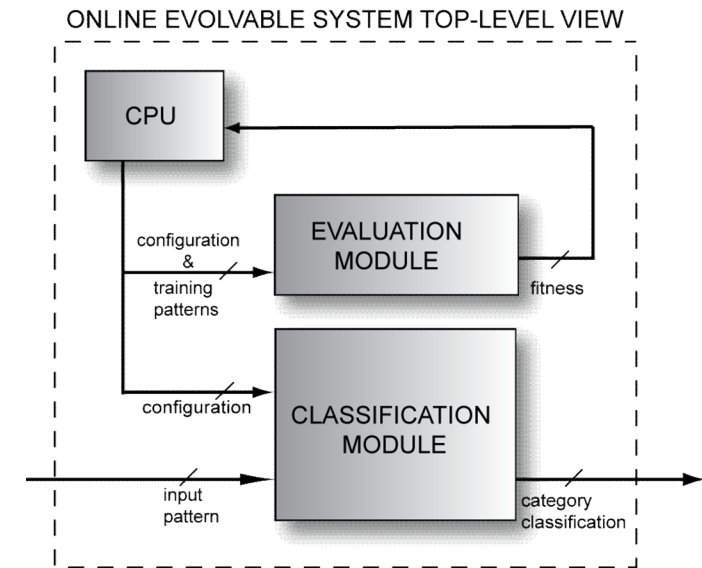 ONLINE EVOLVABLE SYSTEM TOP-LEVEL VIEW
CPU
EVALUATION
MODULE
configuration
&
training
patterns
fitness
configuration
CLASSIFICATION
MODULE
input
pattern
category
classification